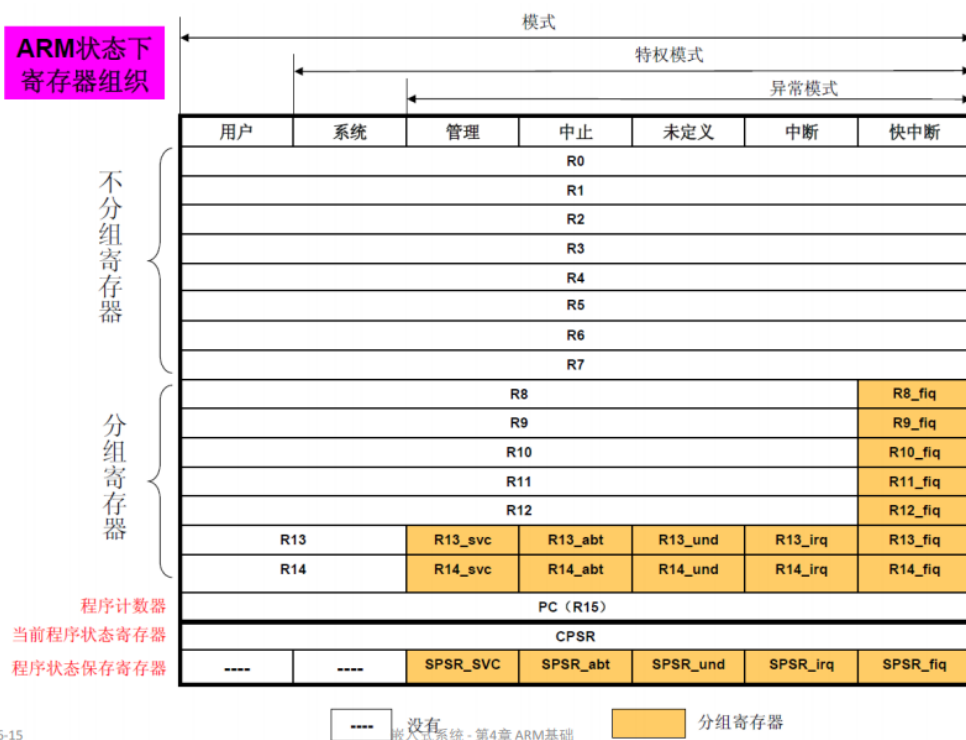 ARM状态下
寄存器组织
模式
特权模式
异常模式
用户 系统 管理 中止 未定义 中断 快中断
不分组寄存器
R0
R1
R2
R3
R4
R5
R6
R7
分组寄存器
R8 R8_fiq
R9 R9_fiq
R10 R10_fiq
R11 R11_fiq
R12 R12_fiq
R13 R13_svc R13_abt R13_und R13_irq R13_fiq
R14 R14_svc R14_abt R14_und R14_irq R14_fiq
程序计数器 PC（R15）
当前程序状态寄存器 CPSR
程序状态保存寄存器 ---- ---- SPSR_SVC SPSR_abt SPSR_und SPSR_irq SPSR_fiq
---- 没有 分组寄存器
5-15 嵌入式系统 - 第4章 ARM基础